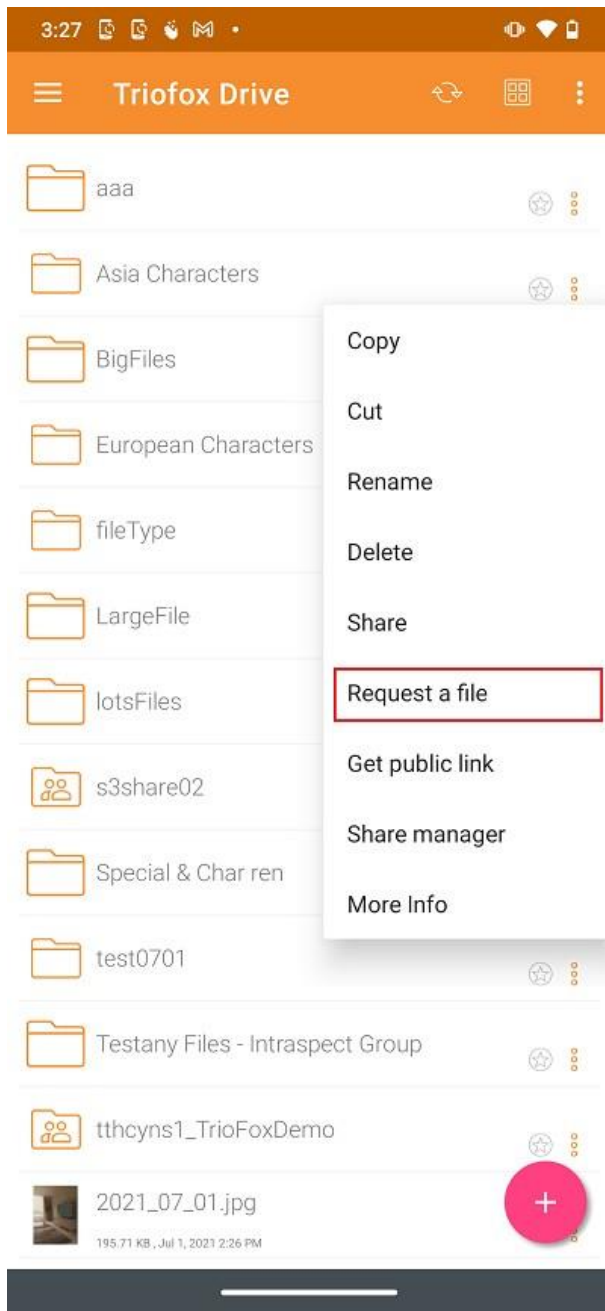 3:27
Triofox Drive
aaa
Asia Characters
BigFiles
European Characters
fileType
LargeFile
lotsFiles
s3share02
Special & Char ren
test0701
Testany Files - Intraspect Group
tthcyns1_TrioFoxDemo
2021_07_01.jpg
195.71 KB , Jul 1, 2021 2:26 PM
Copy
Cut
Rename
Delete
Share
Request a file
Get public link
Share manager
More Info